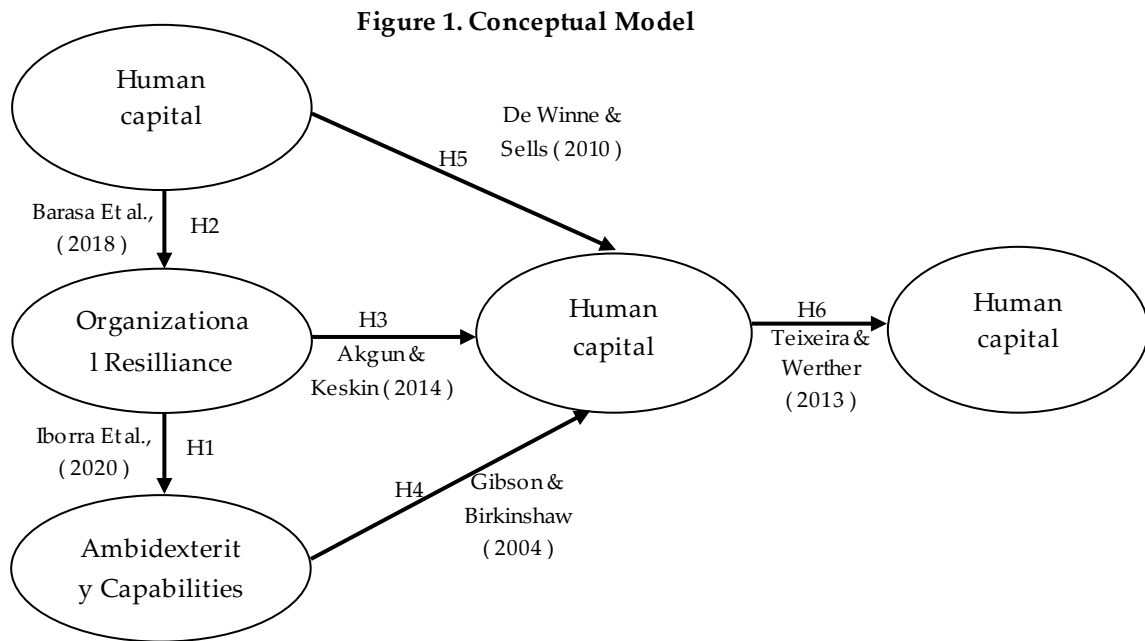 Figure 1. Conceptual Model
Human
capital
De Winne &
Sells (2010)
H5
Barasa Et al.,
(2018)
H2
Organizationa
l Resilliance
H3
Akgun &
Keskin (2014)
Human
capital
H6
Teixeira &
Werther
(2013)
Human
capital
Iborra Et al.,
(2020)
H1
H4
Gibson &
Birkinshaw
(2004)
Ambidexterit
y Capabilities